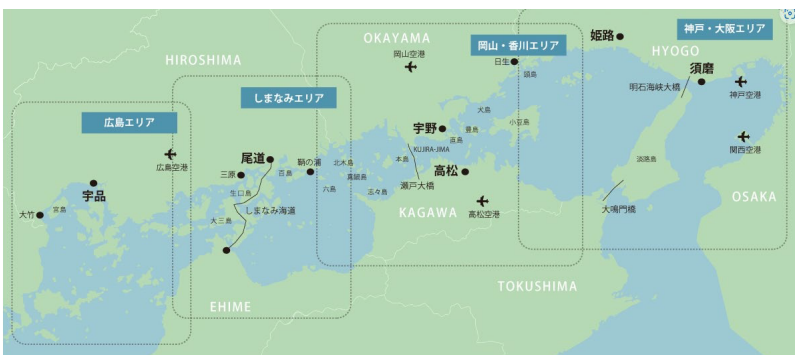 神戸・大阪エリア
岡山・香川エリア
しまなみエリア
広島エリア
OKAYAMA
HIROSHIMA
HYOGO
OSAKA
KAGAWA
TOKUSHIMA
EHIME
岡山空港
日生
頭島
姫路
須磨
明石海峡大橋
神戸空港
関西空港
淡路島
大鳴門橋
犬島
小豆島
豊島
直島
宇野
KUJIRA-JIMA
本島
瀬戸大橋
高松
高松空港
北木島
真鍋島
六島
志々島
鞆の浦
百島
尾道
三原
生口島
大三島
しまなみ海道
広島空港
宇品
宮島
大竹